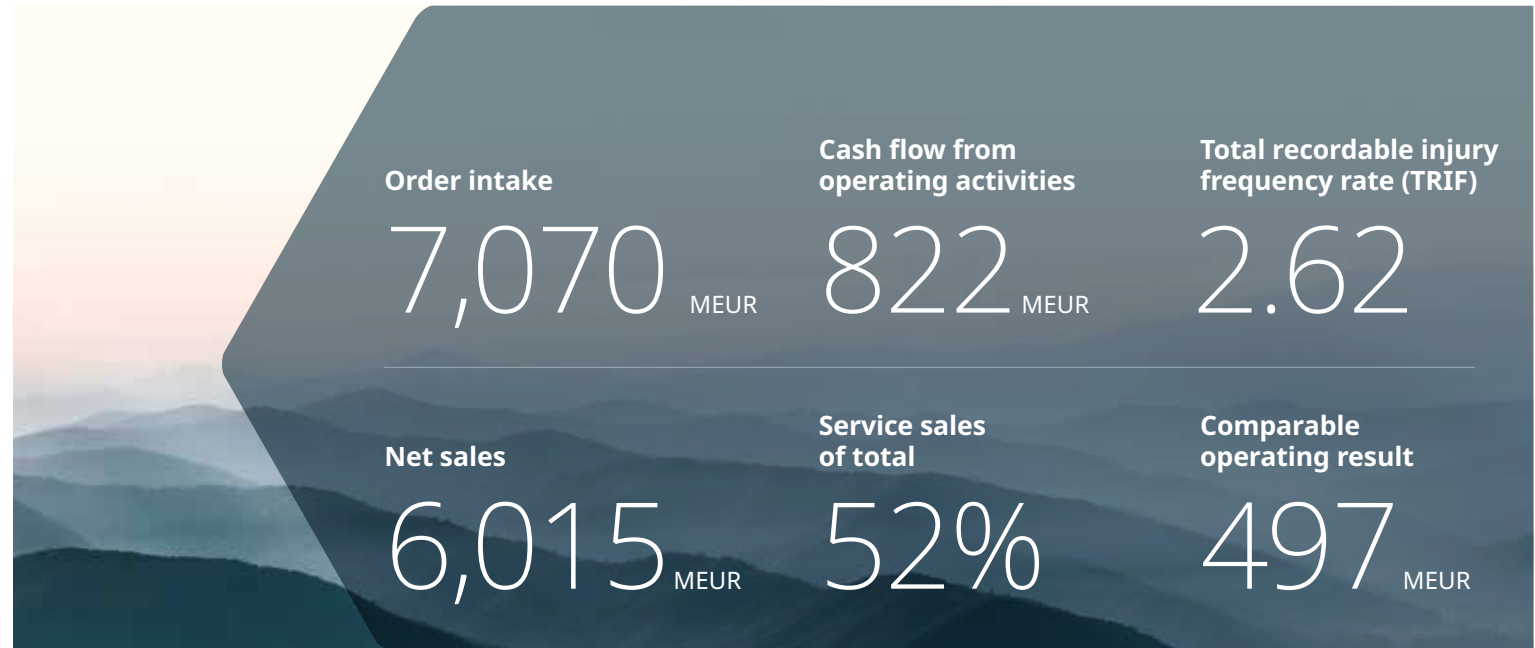 Order intake
7,070 MEUR
Cash flow from
operating activities
822 MEUR
Total recordable injury
frequency rate (TRIF)
2.62
Net sales
6,015 MEUR
Service sales
of total
52%
Comparable
operating result
497 MEUR